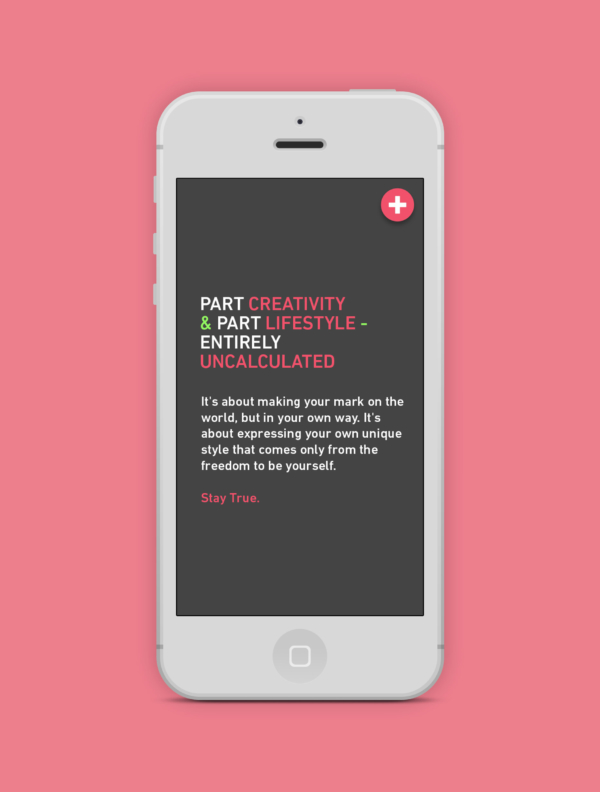 PART CREATIVITY
& PART LIFESTYLE -
ENTIRELY
UNCALCULATED
It's about making your mark on the
world, but in your own way. It's
about expressing your own unique
style that comes only from the
freedom to be yourself.
Stay True.